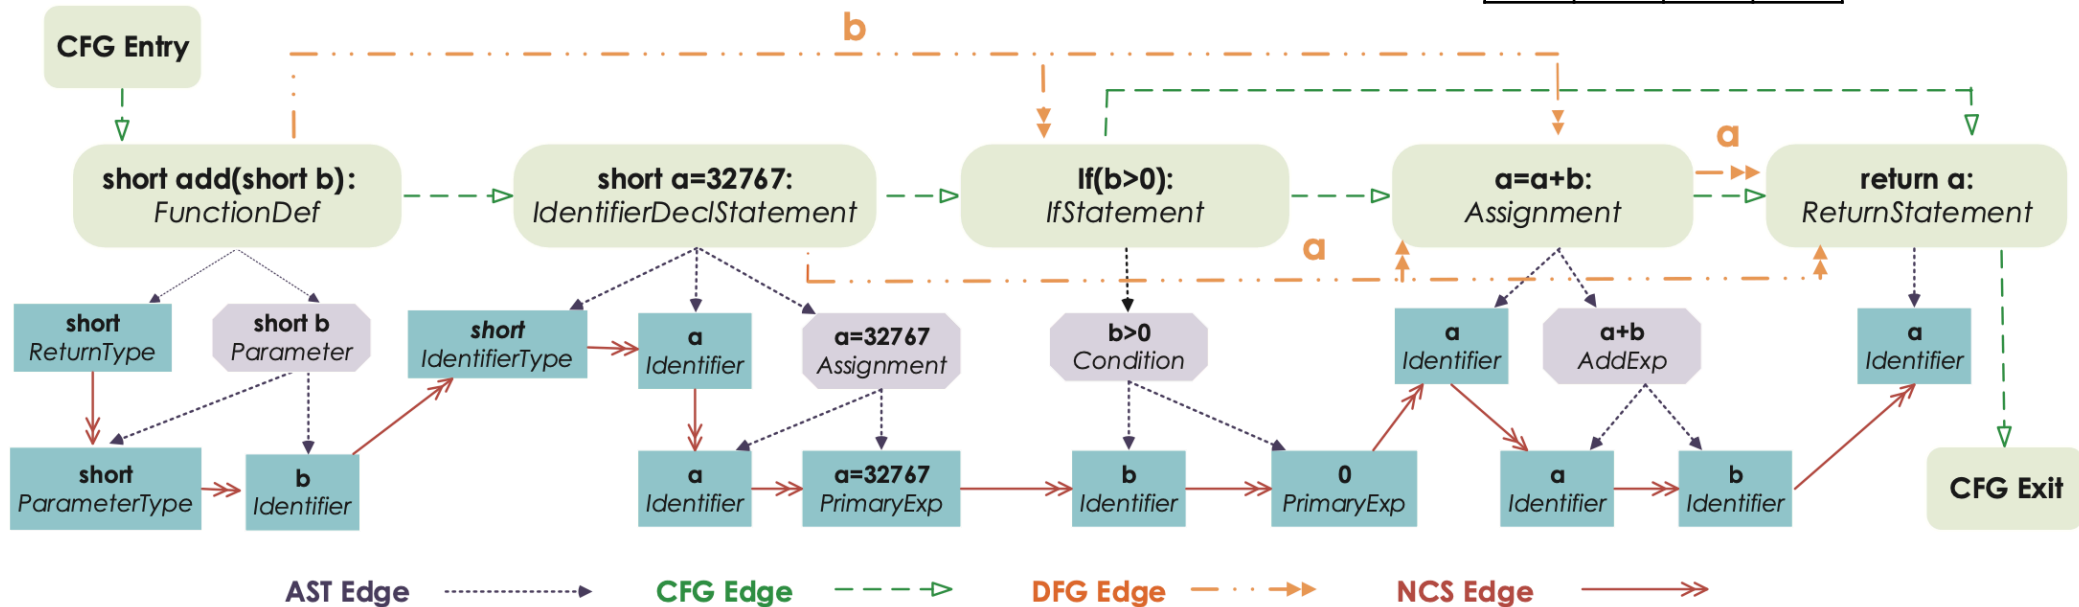 b
CFG Entry
a
short add(short b):
FunctionDef
short a=32767:
IdentifierDeclStatement
If(b>0):
IfStatement
a=a+b:
Assignment
return a:
ReturnStatement
a
short
ReturnType
short b
Parameter
short
IdentifierType
a
Identifier
a=32767
Assignment
b>0
Condition
a
Identifier
a+b
AddExp
a
Identifier
short
ParameterType
b
Identifier
a
Identifier
a=32767
PrimaryExp
b
Identifier
0
PrimaryExp
a
Identifier
b
Identifier
CFG Exit
AST Edge
CFG Edge
DFG Edge
NCS Edge